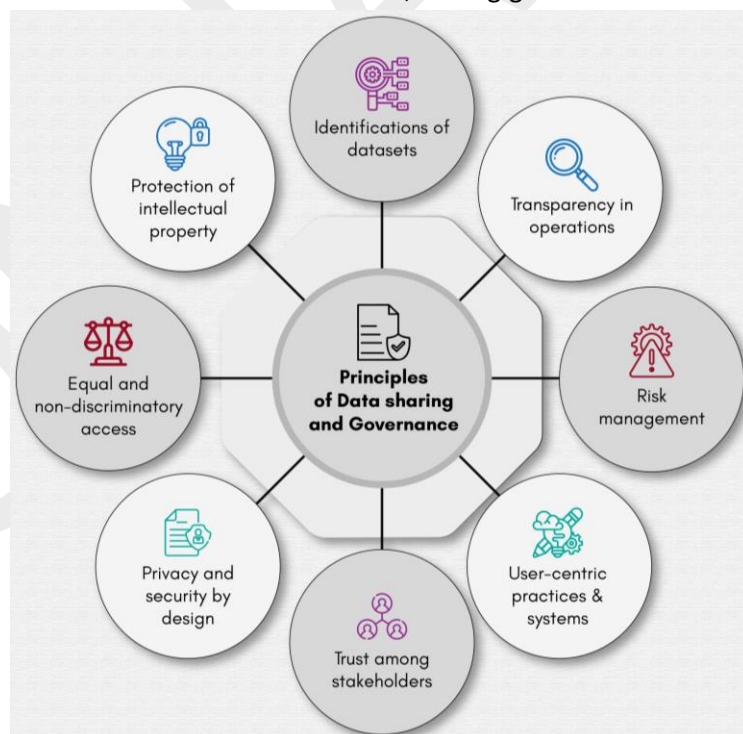 Identifications of
datasets
Transparency in
operations
Risk
management
User-centric
practices &
systems
Trust among
stakeholders
Privacy and
security by
design
Equal and
non-discriminatory
access
Protection of
intellectual
property
Principles
of Data sharing
and Governance